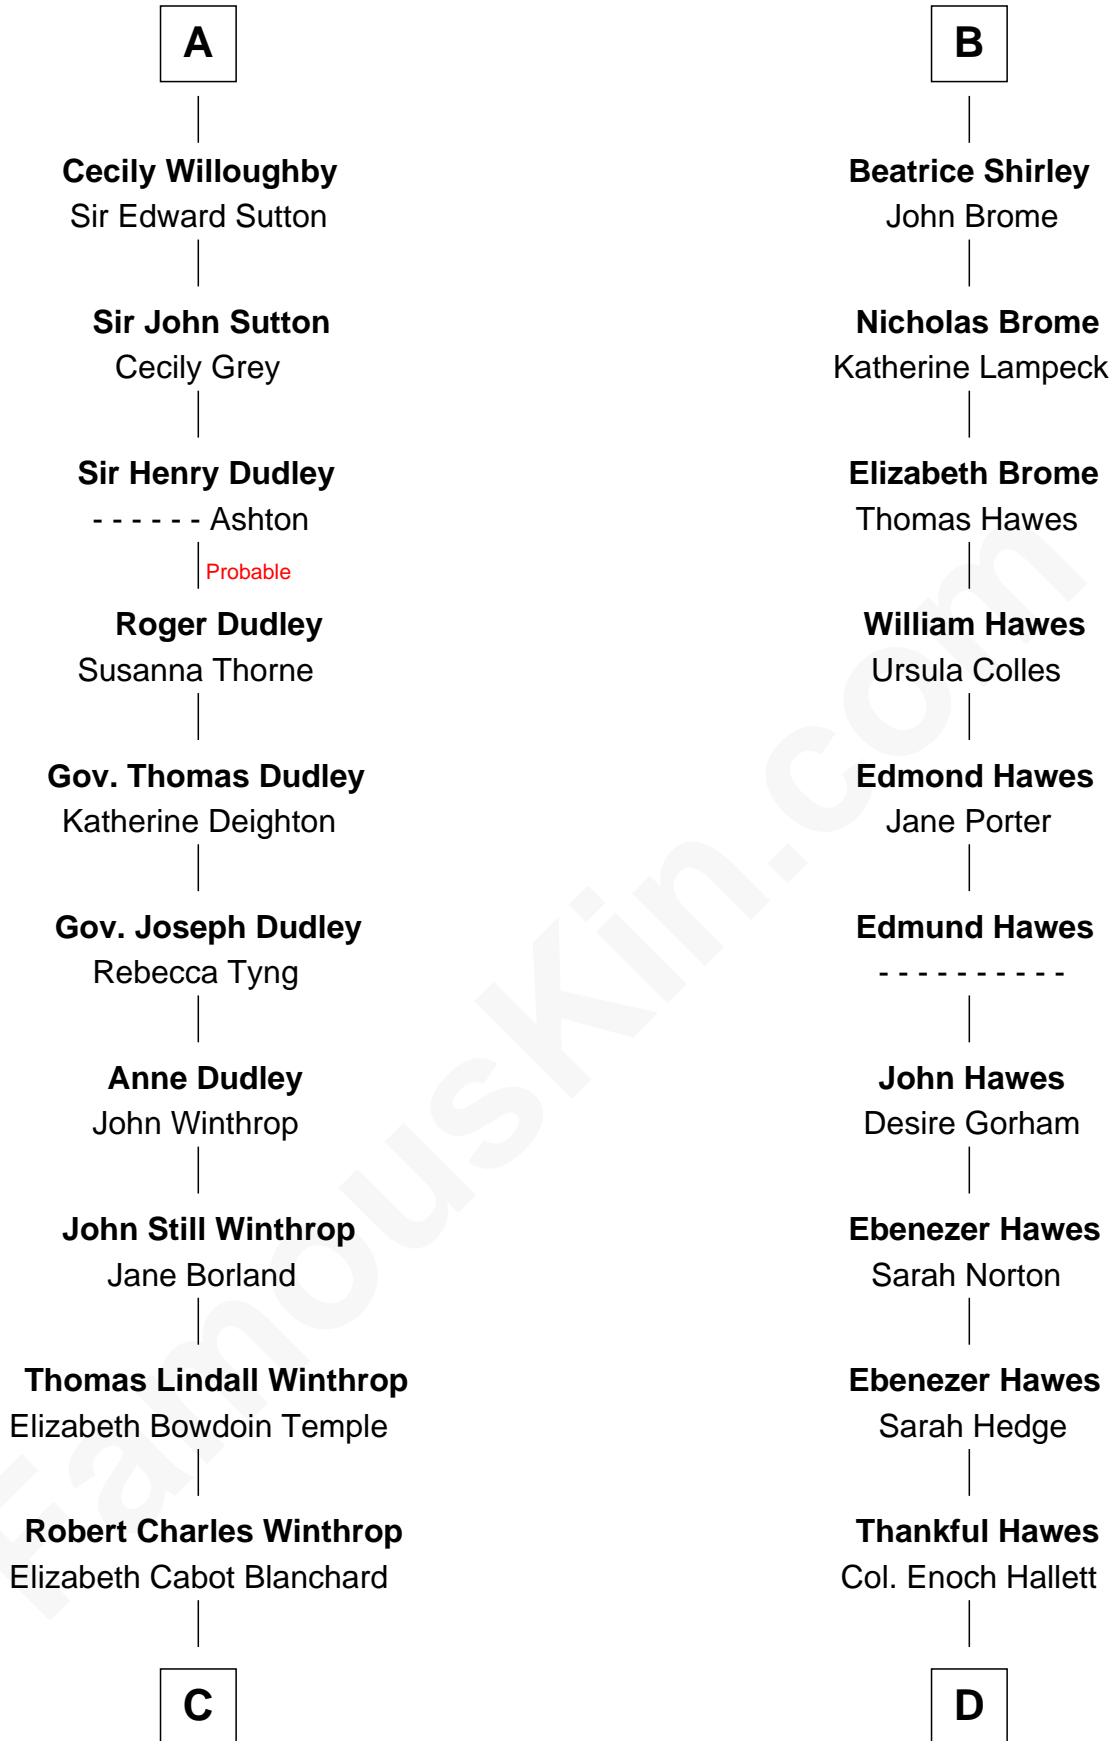 A
Cecily Willoughby
Sir Edward Sutton
Sir John Sutton
Cecily Grey
Sir Henry Dudley
- - - - - - Ashton
Probable
Roger Dudley
Susanna Thorne
Gov. Thomas Dudley
Katherine Deighton
Gov. Joseph Dudley
Rebecca Tyng
Anne Dudley
John Winthrop
John Still Winthrop
Jane Borland
Thomas Lindall Winthrop
Elizabeth Bowdoin Temple
Robert Charles Winthrop
Elizabeth Cabot Blanchard
C
B
Beatrice Shirley
John Brome
Nicholas Brome
Katherine Lampeck
Elizabeth Brome
Thomas Hawes
William Hawes
Ursula Colles
Edmond Hawes
Jane Porter
Edmund Hawes
- - - - - - - - - -
John Hawes
Desire Gorham
Ebenezer Hawes
Sarah Norton
Ebenezer Hawes
Sarah Hedge
Thankful Hawes
Col. Enoch Hallett
D
FamousKin.com